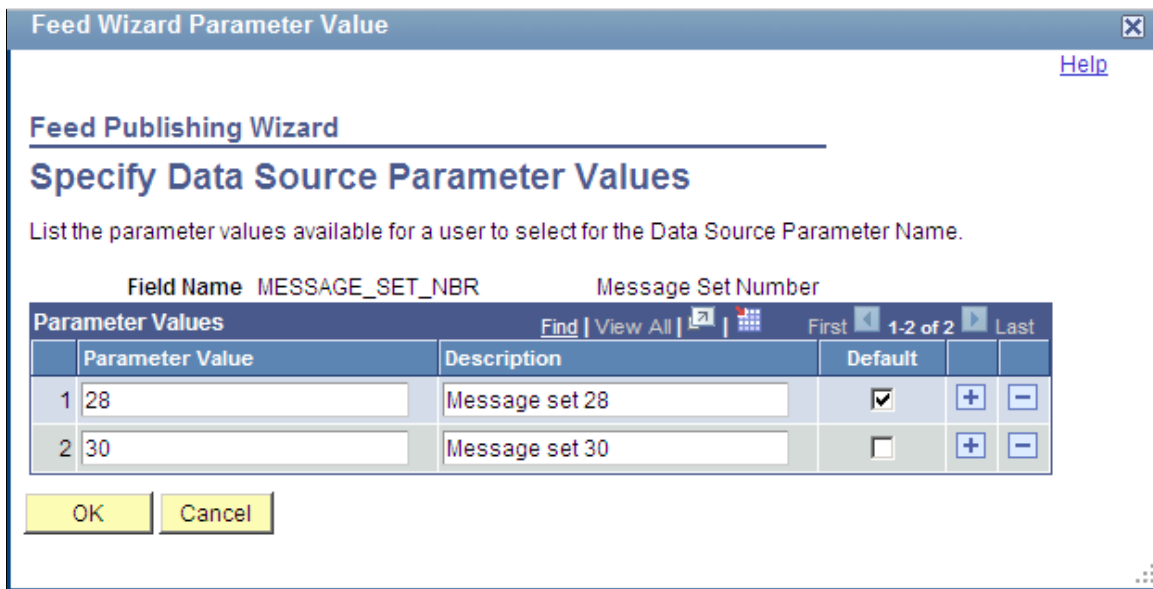 Feed Wizard Parameter Value
Help
Feed Publishing Wizard
Specify Data Source Parameter Values
List the parameter values available for a user to select for the Data Source Parameter Name.
Field Name MESSAGE_SET_NBR Message Set Number
Parameter Values Find | View All | | First 1-2 of 2 Last
Parameter Value Description Default
1 28 Message set 28
2 30 Message set 30
OK Cancel